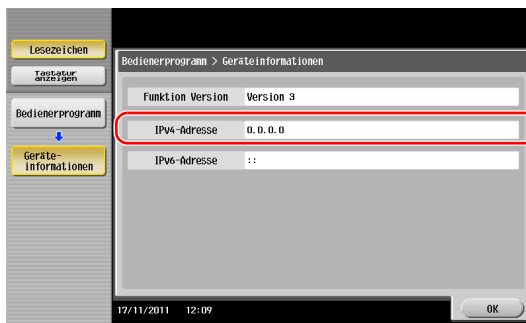 Lesezeichen
Tastatur
anzeigen
Bedienerprogramm
Geräte-
informationen
Bedienerprogramm > Geräteinformationen
Funktion Version Version 3
IPv4-Adresse 0.0.0.0
IPv6-Adresse ::
17/11/2011 12:09
OK